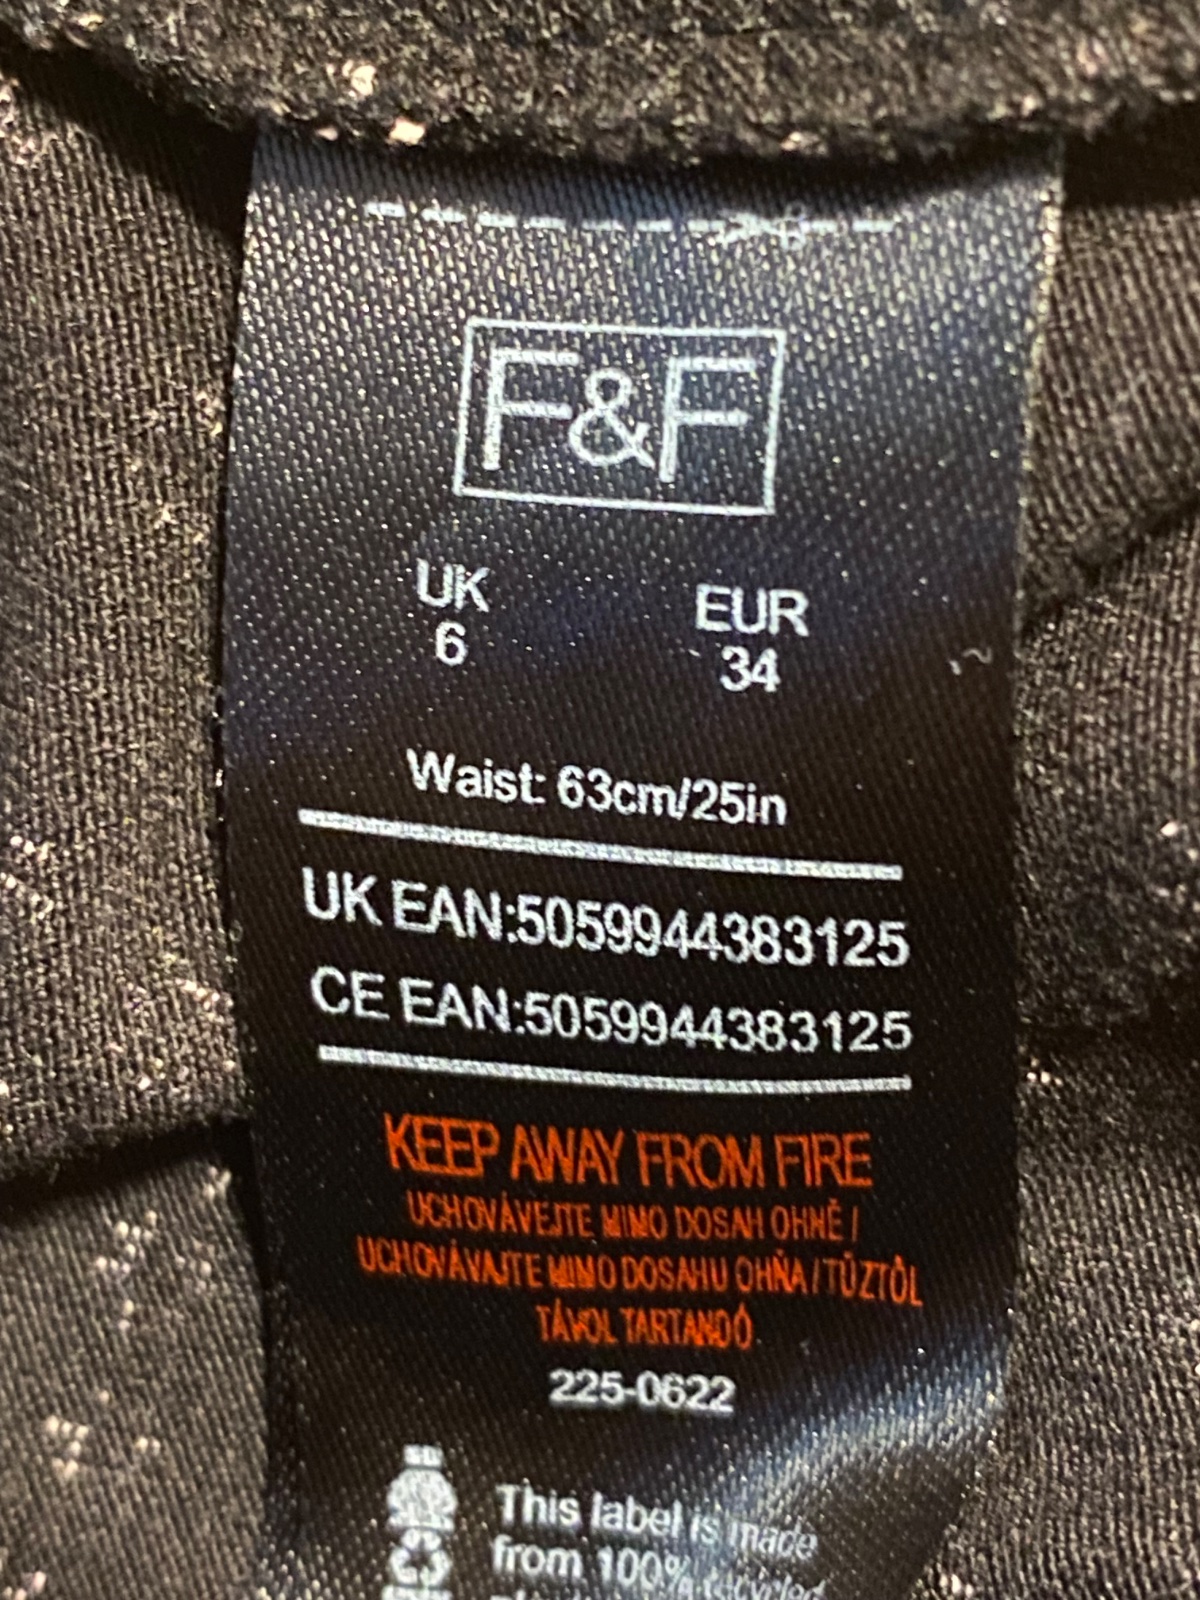 F&F
UK EUR
6 34
Waist: 63cm/25in
UK EAN:5059944383125
CE EAN:5059944383125
KEEP AWAY FROM FIRE
UCHOVÁVEJTE MIMO DOSAH OHNĚ /
UCHOVÁVAJTE MIMO DOSAHU OHŇA / TŰZTŐL
TÁVOL TARTANDÓ
225-0622
This label is made
from 100% recycled